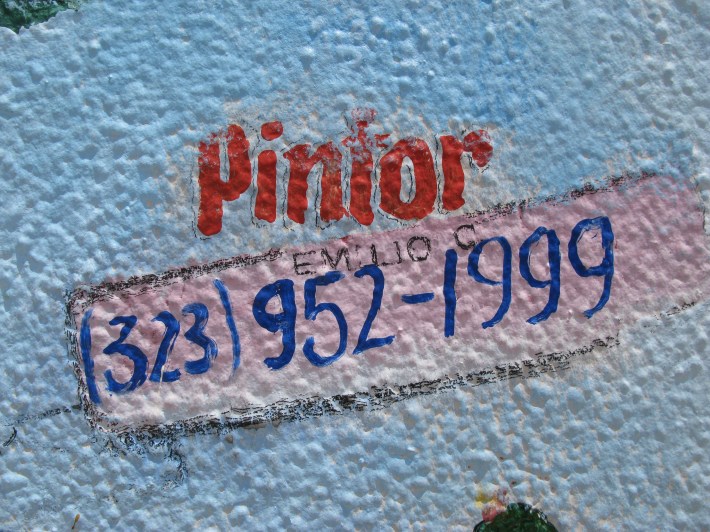 Pintor
EMILIO G
(323) 952-1999